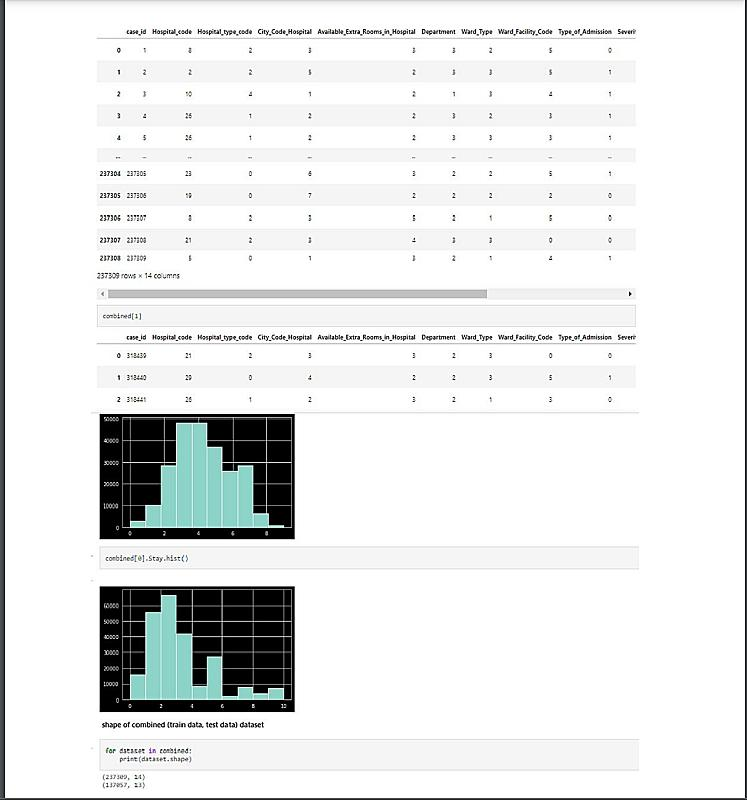 case_id Hospital_code Hospital_type_code City_Code_Hospital Available_Extra_Rooms_in_Hospital Department Ward_Type Ward_Facility_Code Type_of_Admission Severi
0 1 8 2 3 3 3 2 5 0
1 2 2 2 5 2 3 3 5 1
2 3 10 4 1 2 1 3 4 1
3 4 26 1 2 2 3 2 3 1
4 5 26 1 2 2 3 3 3 1
... ... ... ... ... ... ... ... ... ...
237304 237305 23 0 6 3 2 2 5 1
237305 237306 19 0 7 2 2 2 2 0
237306 237307 8 2 3 5 2 1 5 0
237307 237308 21 2 3 4 3 3 0 0
237308 237309 5 0 1 3 2 1 4 1
237309 rows × 14 columns
combined[1]
case_id Hospital_code Hospital_type_code City_Code_Hospital Available_Extra_Rooms_in_Hospital Department Ward_Type Ward_Facility_Code Type_of_Admission Severi
0 318439 21 2 3 3 2 3 0 0
1 318440 29 0 4 2 2 3 5 1
2 318441 26 1 2 3 2 1 3 0
50000
40000
30000
20000
10000
0
0 2 4 6 8
combined[0].Stay.hist()
60000
50000
40000
30000
20000
10000
0
0 2 4 6 8 10
shape of combined (train data, test data) dataset
for dataset in combined:
print(dataset.shape)
(237309, 14)
(137057, 13)